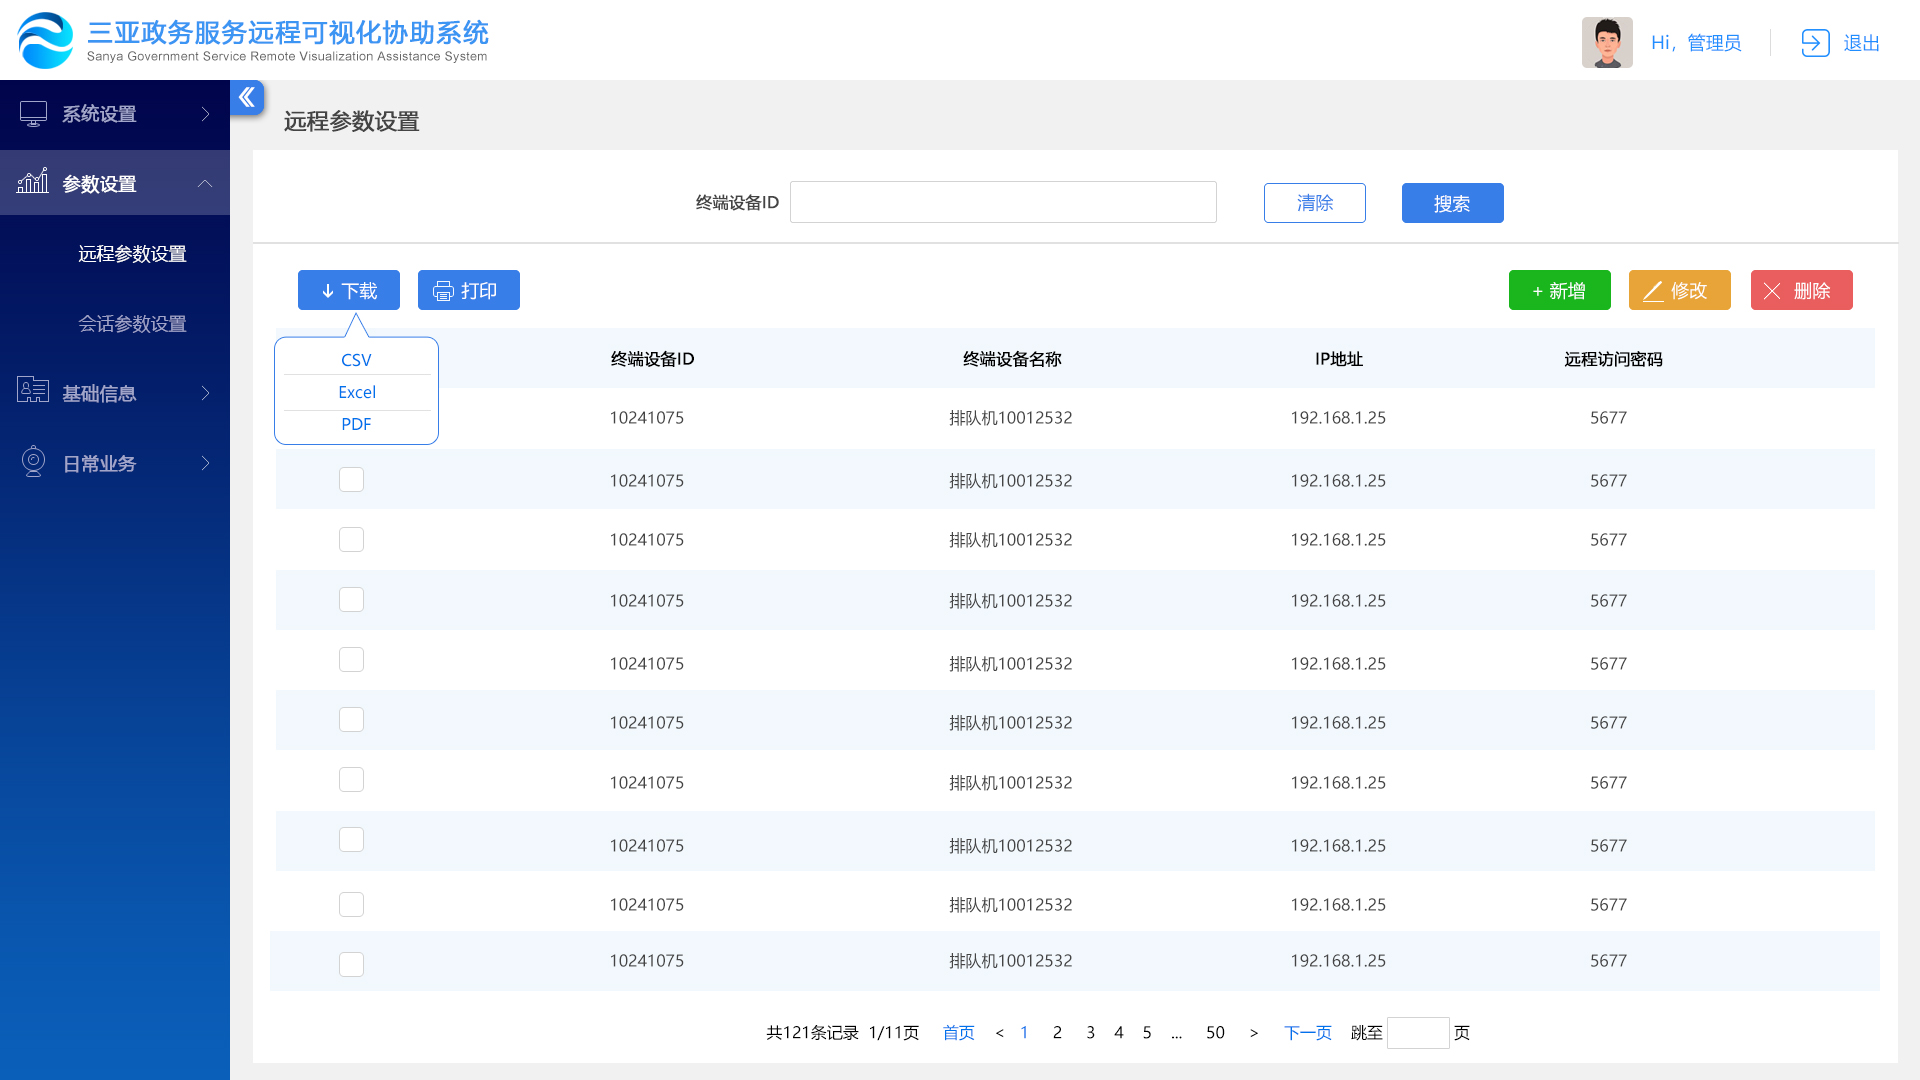 三亚政务服务远程可视化协助系统
Sanya Government Service Remote Visualization Assistance System
Hi，管理员
退出
系统设置
参数设置
远程参数设置
会话参数设置
基础信息
日常业务
远程参数设置
终端设备ID 清除 搜索
下载 打印 + 新增 修改 删除
CSV
Excel
PDF
终端设备ID 终端设备名称 IP地址 远程访问密码
10241075 排队机10012532 192.168.1.25 5677
10241075 排队机10012532 192.168.1.25 5677
10241075 排队机10012532 192.168.1.25 5677
10241075 排队机10012532 192.168.1.25 5677
10241075 排队机10012532 192.168.1.25 5677
10241075 排队机10012532 192.168.1.25 5677
10241075 排队机10012532 192.168.1.25 5677
10241075 排队机10012532 192.168.1.25 5677
10241075 排队机10012532 192.168.1.25 5677
10241075 排队机10012532 192.168.1.25 5677
共121条记录 1/11页 首页 < 1 2 3 4 5 ... 50 > 下一页 跳至 页